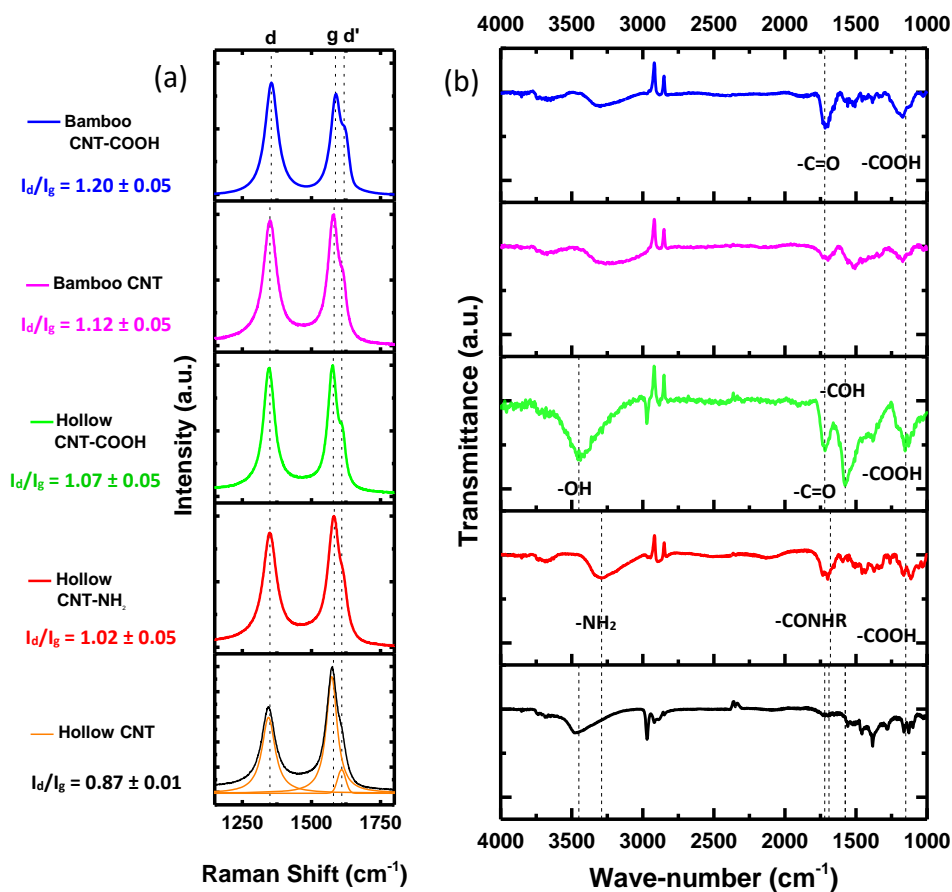 d g d'
(a)
Bamboo
CNT-COOH
Id/Ig = 1.20 ± 0.05
Bamboo CNT
Id/Ig = 1.12 ± 0.05
Hollow
CNT-COOH
Id/Ig = 1.07 ± 0.05
Hollow
CNT-NH2
Id/Ig = 1.02 ± 0.05
Hollow CNT
Id/Ig = 0.87 ± 0.01
Intensity (a.u.)
1250 1500 1750
Raman Shift (cm-1)
(b)
4000 3500 3000 2500 2000 1500 1000
-C=O -COOH
-COH
-OH -C=O -COOH
-NH2 -CONHR
-COOH
Transmittance (a.u.)
4000 3500 3000 2500 2000 1500 1000
Wave-number (cm-1)